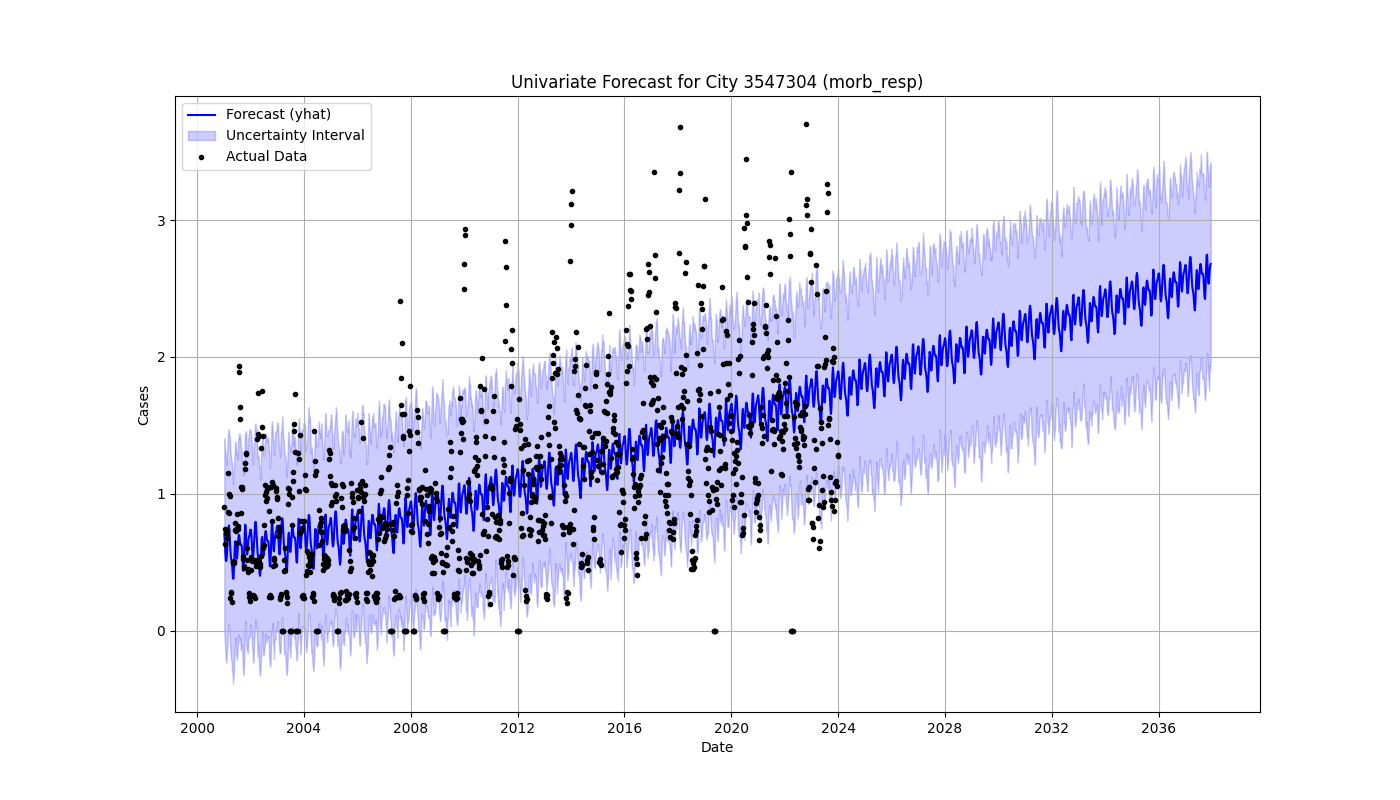 Univariate Forecast for City 3547304 (morb_resp)
Forecast (yhat)
Uncertainty Interval
Actual Data
Cases
3
2
1
0
2000 2004 2008 2012 2016 2020 2024 2028 2032 2036
Date